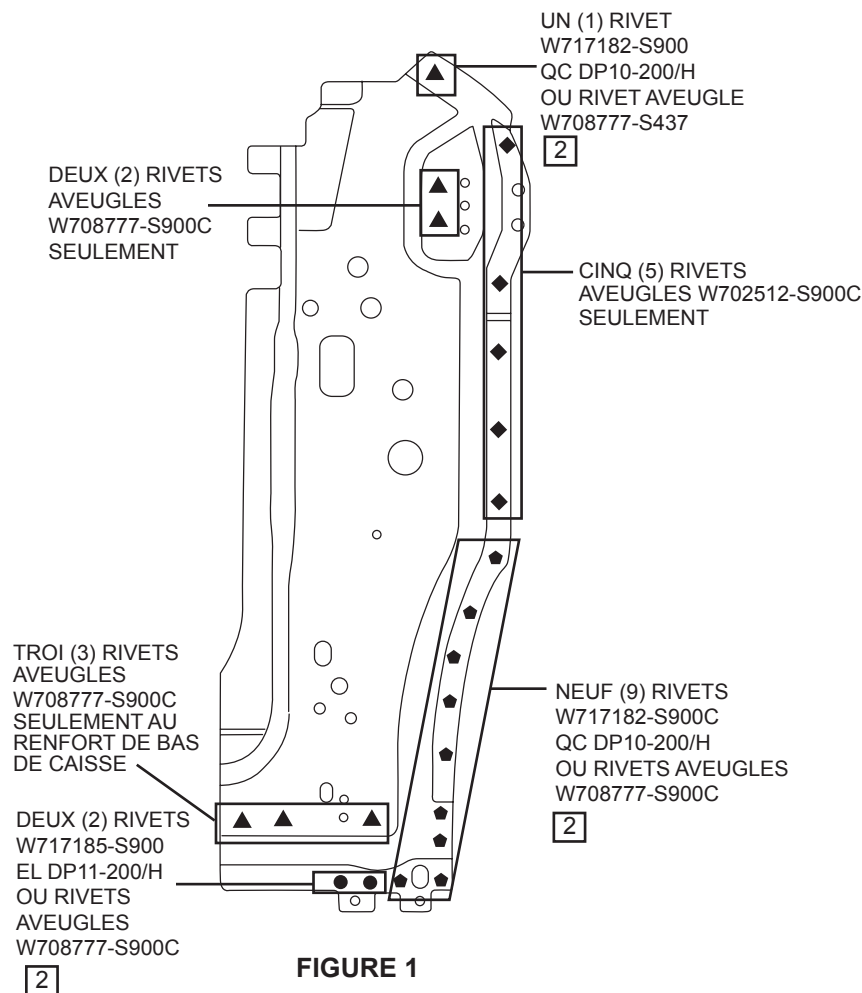 UN (1) RIVET
W717182-S900
QC DP10-200/H
OU RIVET AVEUGLE
W708777-S437
2
DEUX (2) RIVETS
AVEUGLES
W708777-S900C
SEULEMENT
CINQ (5) RIVETS
AVEUGLES W702512-S900C
SEULEMENT
TROI (3) RIVETS
AVEUGLES
W708777-S900C
SEULEMENT AU
RENFORT DE BAS
DE CAISSE
NEUF (9) RIVETS
W717182-S900C
QC DP10-200/H
OU RIVETS AVEUGLES
W708777-S900C
2
DEUX (2) RIVETS
W717185-S900
EL DP11-200/H
OU RIVETS
AVEUGLES
W708777-S900C
2
FIGURE 1